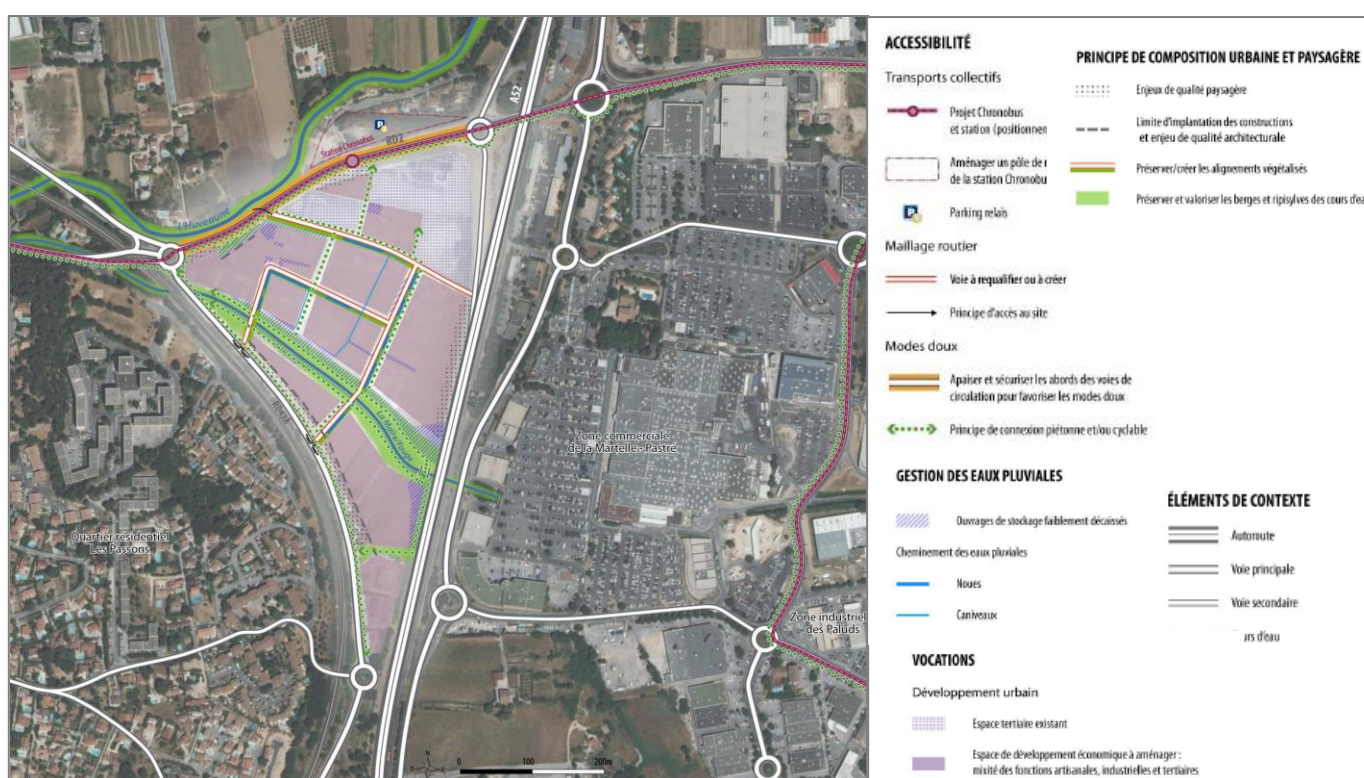 A52
RD2
Station Chronobus
L'Huveaune
La Maïre
Quartier résidentiel
Les Passons
Zone commerciale
de la Martelle - Pastré
Zone industriel
des Paluds
N
0 100 200m
ACCESSIBILITÉ
Transports collectifs
Projet Chronobus
et station (positionnen
Aménager un pôle de
de la station Chronobu
Parking relais
Maillage routier
Voie à requalifier ou à créer
Principe d'accès au site
Modes doux
Apaiser et sécuriser les abords des voies de
circulation pour favoriser les modes doux
Principe de connexion piétonne et/ou cyclable
PRINCIPE DE COMPOSITION URBAINE ET PAYSAGÈRE
Enjeux de qualité paysagère
Limite d'implantation des constructions
et enjeu de qualité architecturale
Préserver/créer les alignements végétalisés
Préserver et valoriser les berges et ripisylves des cours d'ea
GESTION DES EAUX PLUVIALES
Ouvrages de stockage faiblement décaissés
Cheminement des eaux pluviales
Noues
Caniveaux
ÉLÉMENTS DE CONTEXTE
Autoroute
Voie principale
Voie secondaire
urs d'eau
VOCATIONS
Développement urbain
Espace tertiaire existant
Espace de développement économique à aménager :
mixité des fonctions artisanales, industrielles et tertiaires